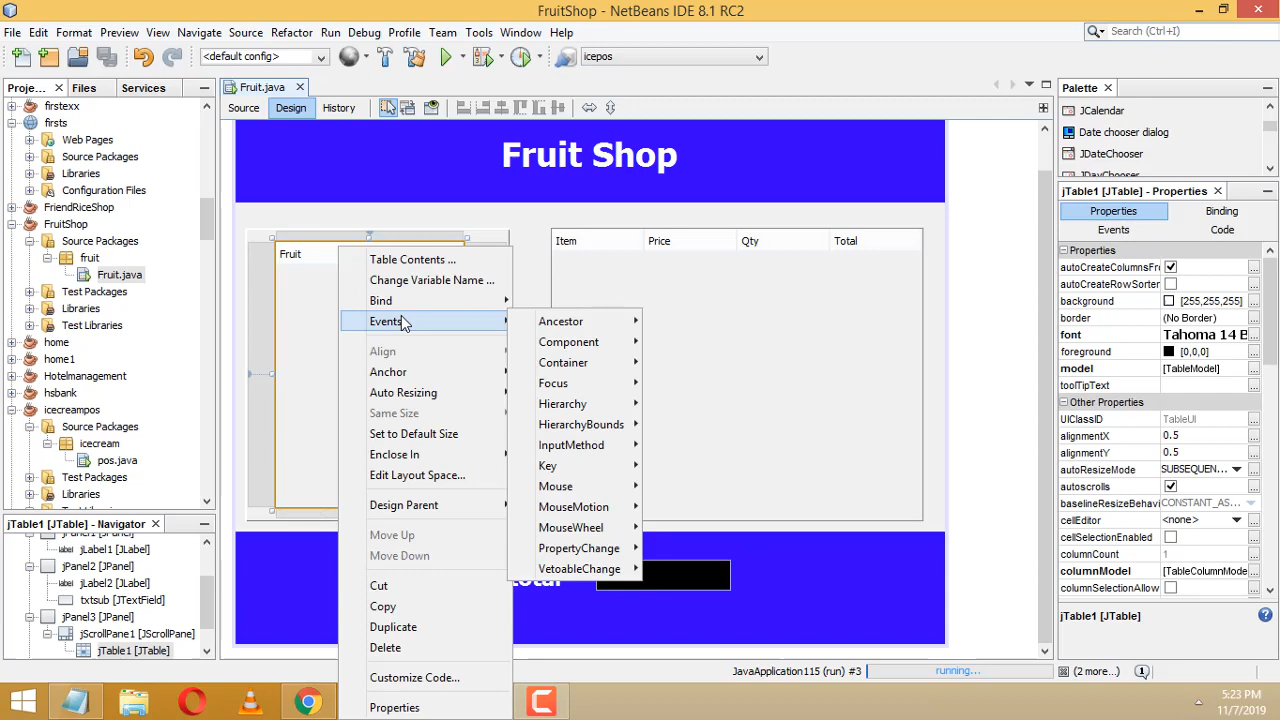 FruitShop - NetBeans IDE 8.1 RC2
File Edit Format Preview View Navigate Source Refactor Run Debug Profile Team Tools Window Help
Search (Ctrl+I)
<default config>
icepos
Proje...
Files
Services
firstexx
firsts
Web Pages
Source Packages
Libraries
Configuration Files
FriendRiceShop
FruitShop
Source Packages
fruit
Fruit.java
Test Packages
Libraries
Test Libraries
home
home1
Hotelmanagement
hsbank
icecreampos
Source Packages
icecream
pos.java
Test Packages
Libraries
jTable1 [JTable] - Navigator
jPanel1 [JPanel]
jLabel1 [JLabel]
jPanel2 [JPanel]
jLabel2 [JLabel]
txtsub [JTextField]
jPanel3 [JPanel]
jScrollPane1 [JScrollPane]
jTable1 [JTable]
Fruit.java
Source Design History
Fruit Shop
Fruit
Item Price Qty Total
Table Contents ...
Change Variable Name ...
Bind
Events
Align
Anchor
Auto Resizing
Same Size
Set to Default Size
Enclose In
Edit Layout Space...
Design Parent
Move Up
Move Down
Cut
Copy
Duplicate
Delete
Customize Code...
Properties
Ancestor
Component
Container
Focus
Hierarchy
HierarchyBounds
InputMethod
Key
Mouse
MouseMotion
MouseWheel
PropertyChange
VetoableChange
Palette
JCalendar
Date chooser dialog
JDateChooser
JDayChooser
jTable1 [JTable] - Properties
Properties Binding
Events Code
Properties
autoCreateColumnsFro
autoCreateRowSorter
background [255,255,255]
border (No Border)
font Tahoma 14 B
foreground [0,0,0]
model [TableModel]
toolTipText
Other Properties
UIClassID TableUI
alignmentX 0.5
alignmentY 0.5
autoResizeMode SUBSEQUEN...
autoscrolls
baselineResizeBehavi CONSTANT_AS...
cellEditor <none>
cellSelectionEnabled
columnCount 1
columnModel [TableColumnMode
columnSelectionAllow
jTable1 [JTable]
JavaApplication115 (run) #3 running... (2 more...)
5:23 PM
11/7/2019